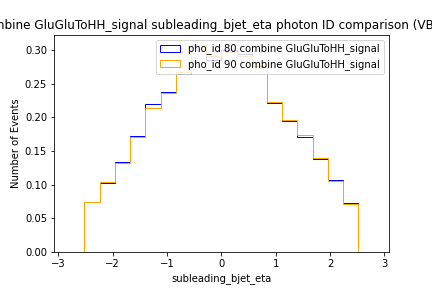 nbine GluGluToHH_signal subleading_bjet_eta photon ID comparison (VB
pho_id 80 combine GluGluToHH_signal
pho_id 90 combine GluGluToHH_signal
Number of Events
0.30
0.25
0.20
0.15
0.10
0.05
0.00
−3 −2 −1 0 1 2 3
subleading_bjet_eta